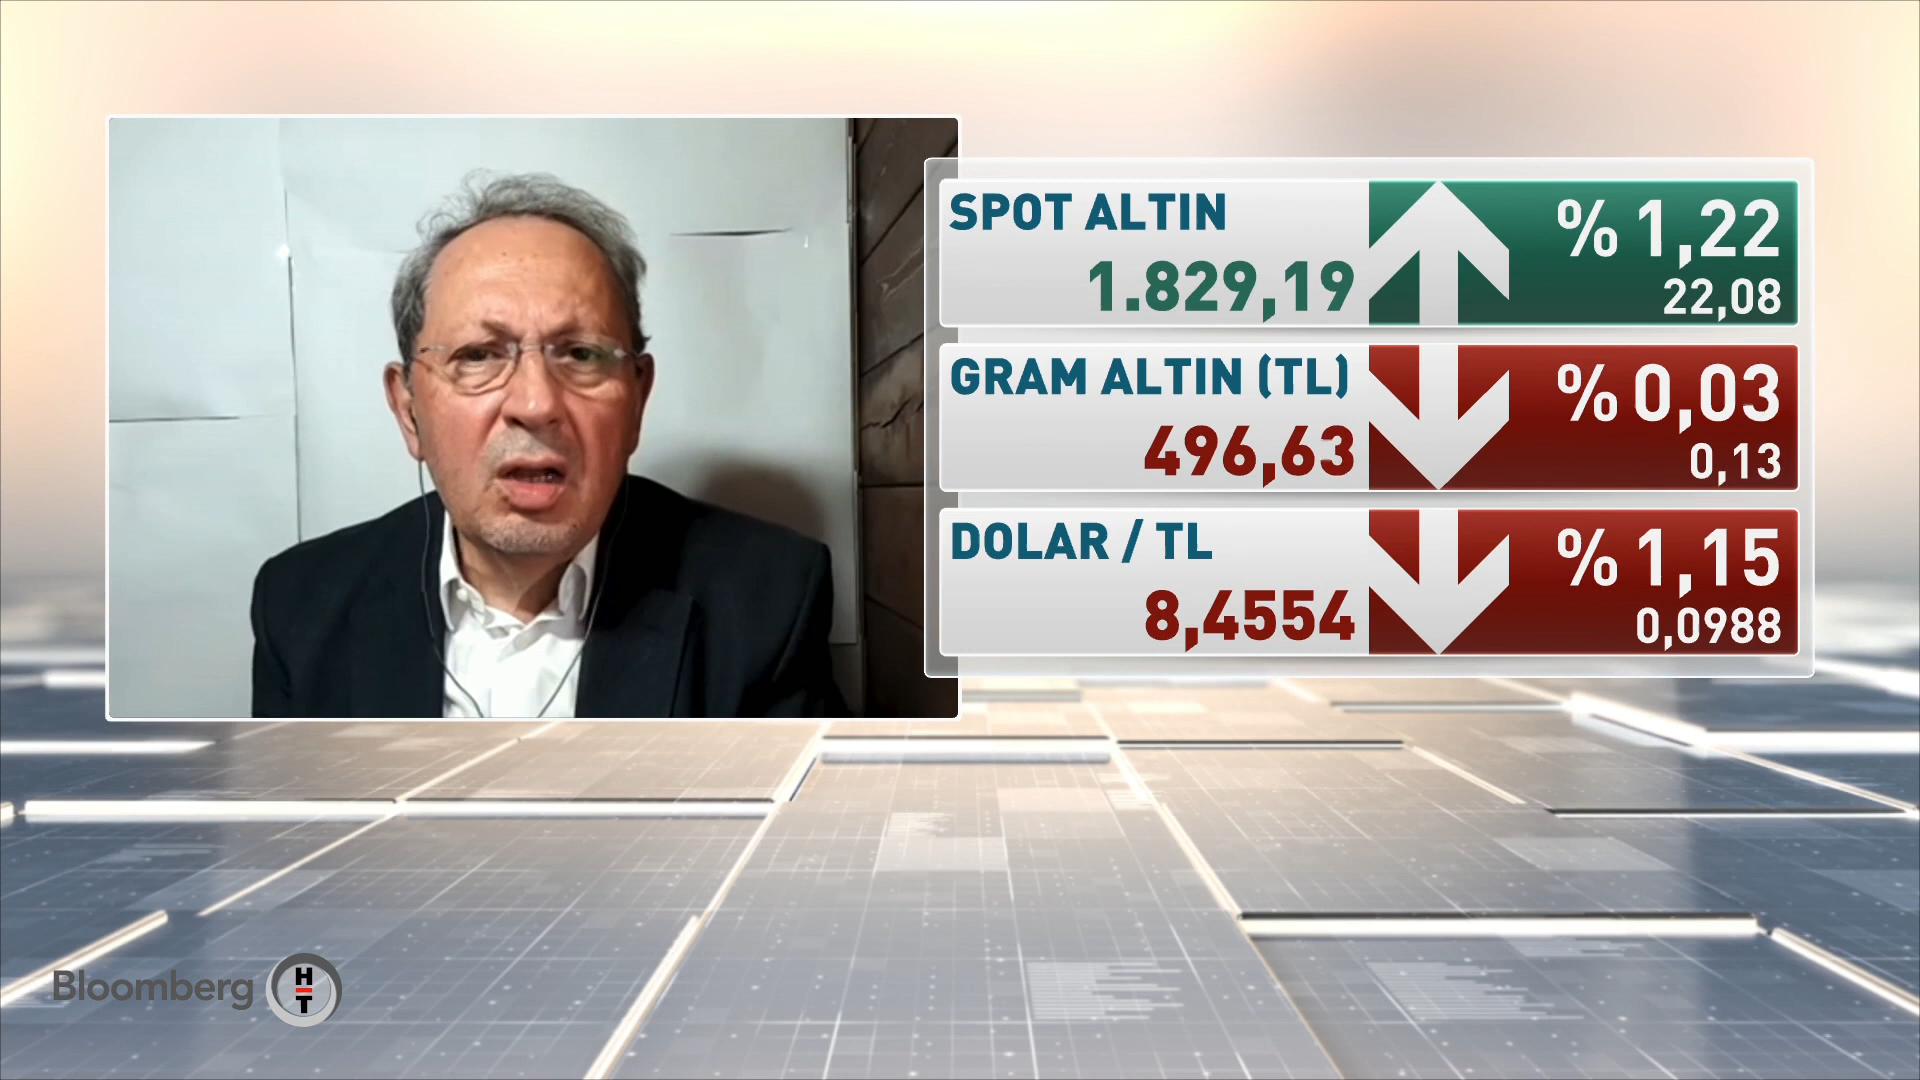 SPOT ALTIN
1.829,19
% 1,22
22,08
GRAM ALTIN (TL)
496,63
% 0,03
0,13
DOLAR / TL
8,4554
% 1,15
0,0988
Bloomberg HT